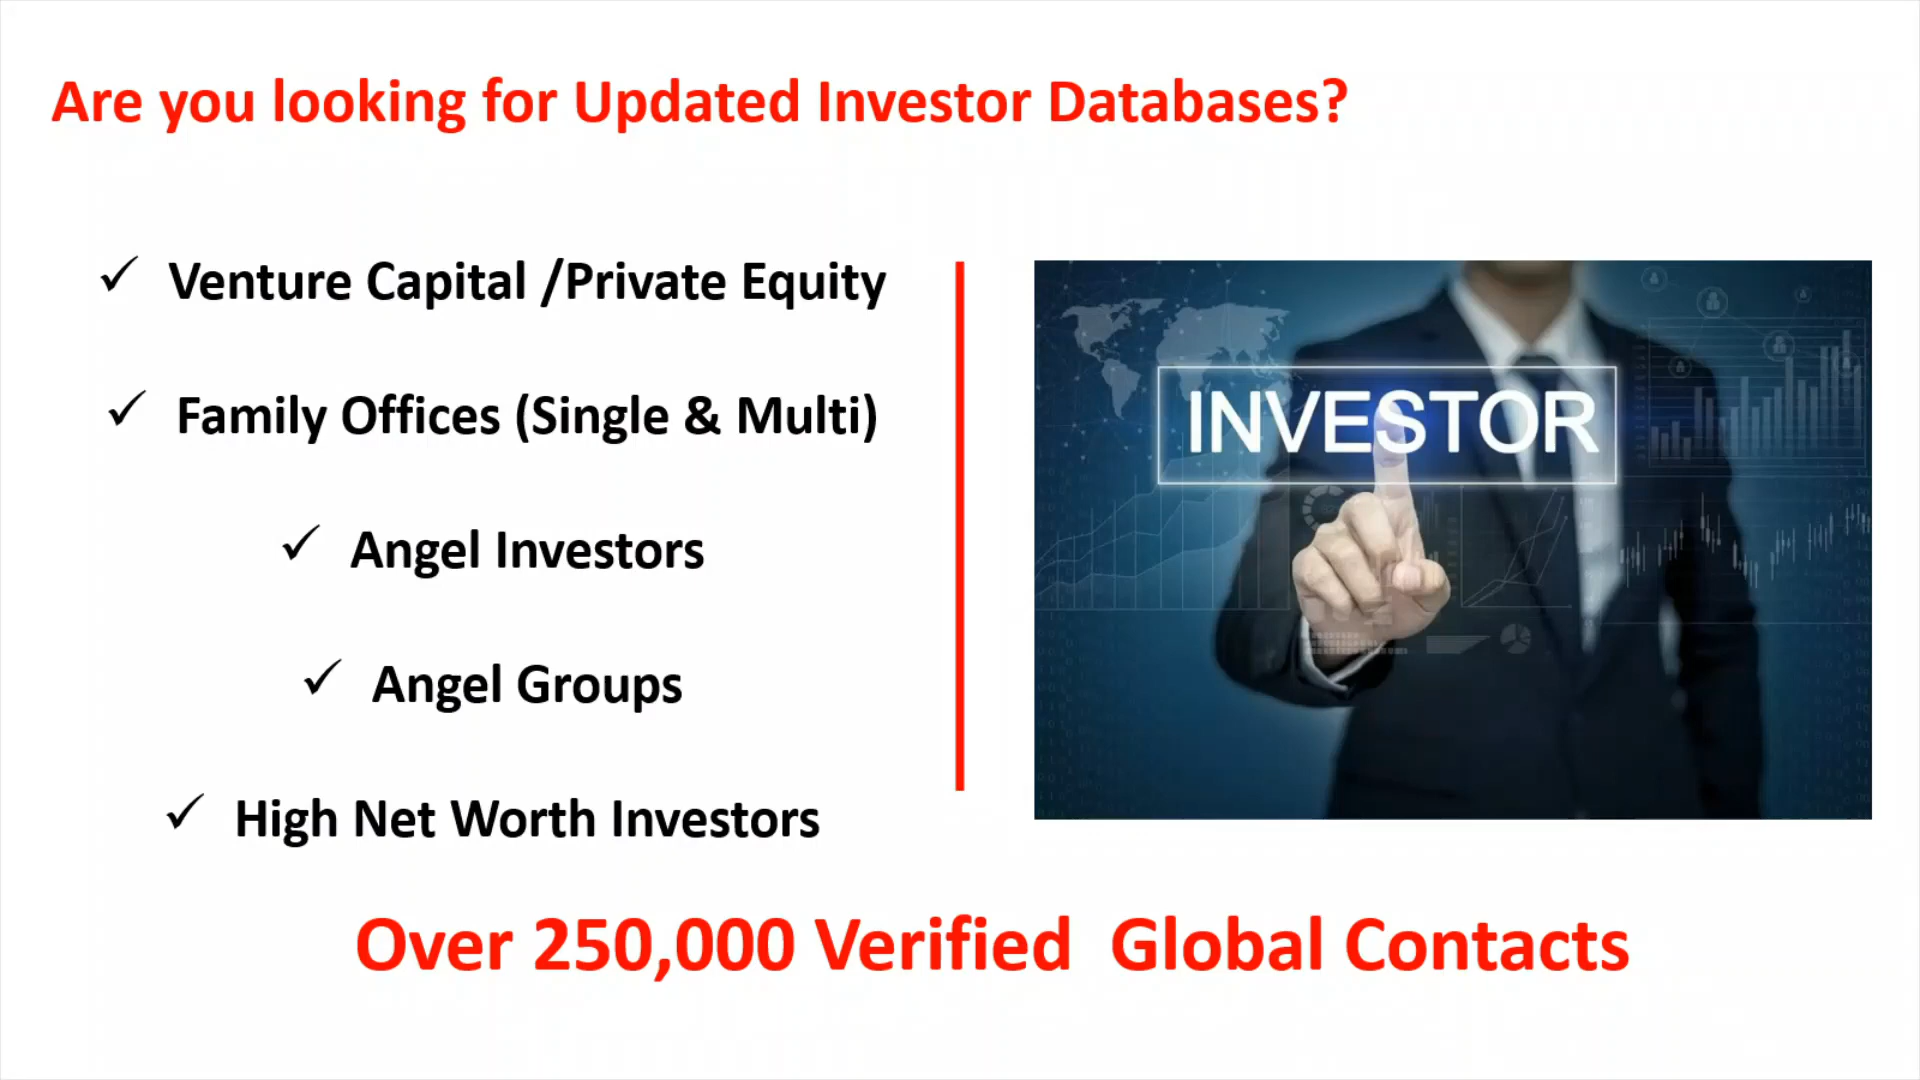 Are you looking for Updated Investor Databases?
✓ Venture Capital /Private Equity
✓ Family Offices (Single & Multi)
✓ Angel Investors
✓ Angel Groups
✓ High Net Worth Investors
INVESTOR
Over 250,000 Verified  Global Contacts